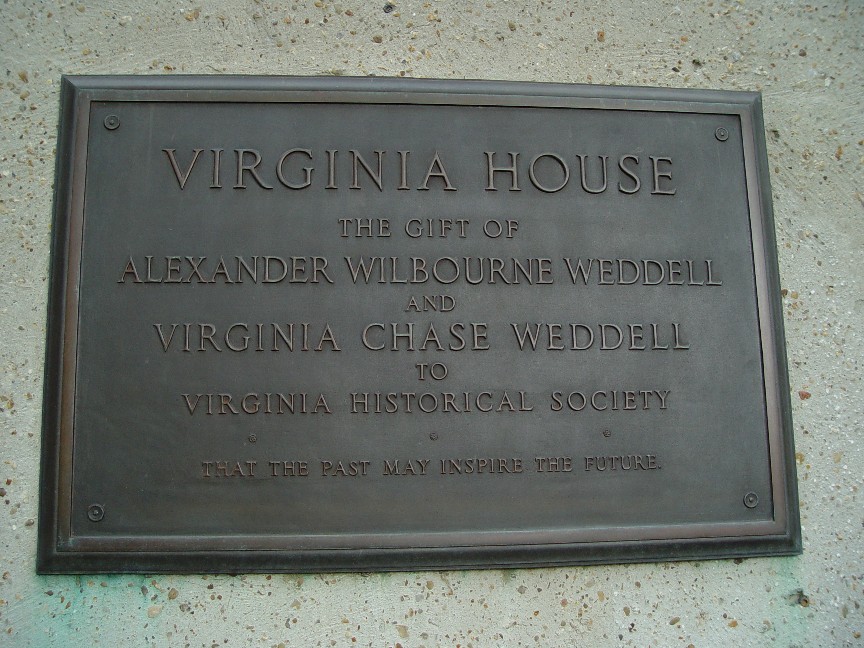 VIRGINIA HOUSE
THE GIFT OF
ALEXANDER WILBOURNE WEDDELL
AND
VIRGINIA CHASE WEDDELL
TO
VIRGINIA HISTORICAL SOCIETY
THAT THE PAST MAY INSPIRE THE FUTURE.